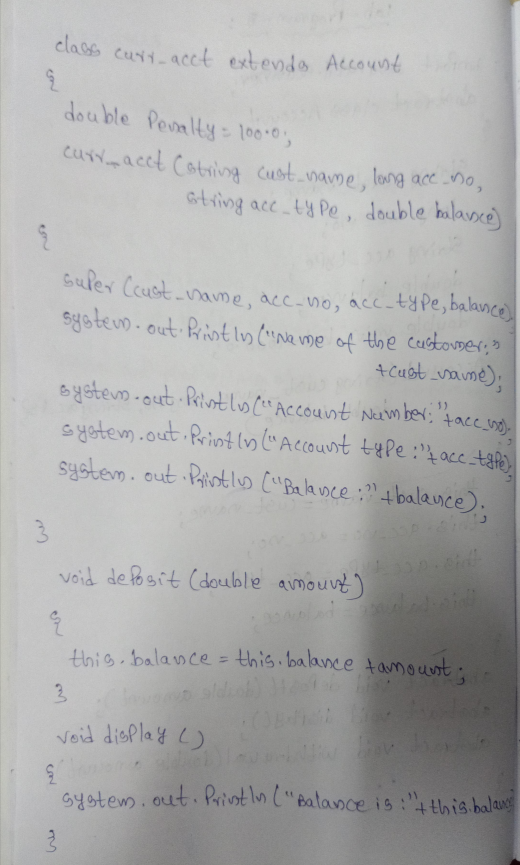 class curr_acct extends Account
{
double Penalty = 100.0;
curr_acct (string cust_name, long acc_no,
string acc_type, double balance)
{
super (cust_name, acc_no, acc_type, balance)
system.out.Println ("Name of the customer:"
+cust_name);
system.out.Println ("Account Number:"+acc_no);
system.out.Println ("Account type:"+acc_type);
system.out.Println ("Balance:"+balance);
}
void deposit (double amount)
{
this.balance = this.balance +amount;
}
void display ()
{
system.out.Println ("Balance is:"+this.balance
}